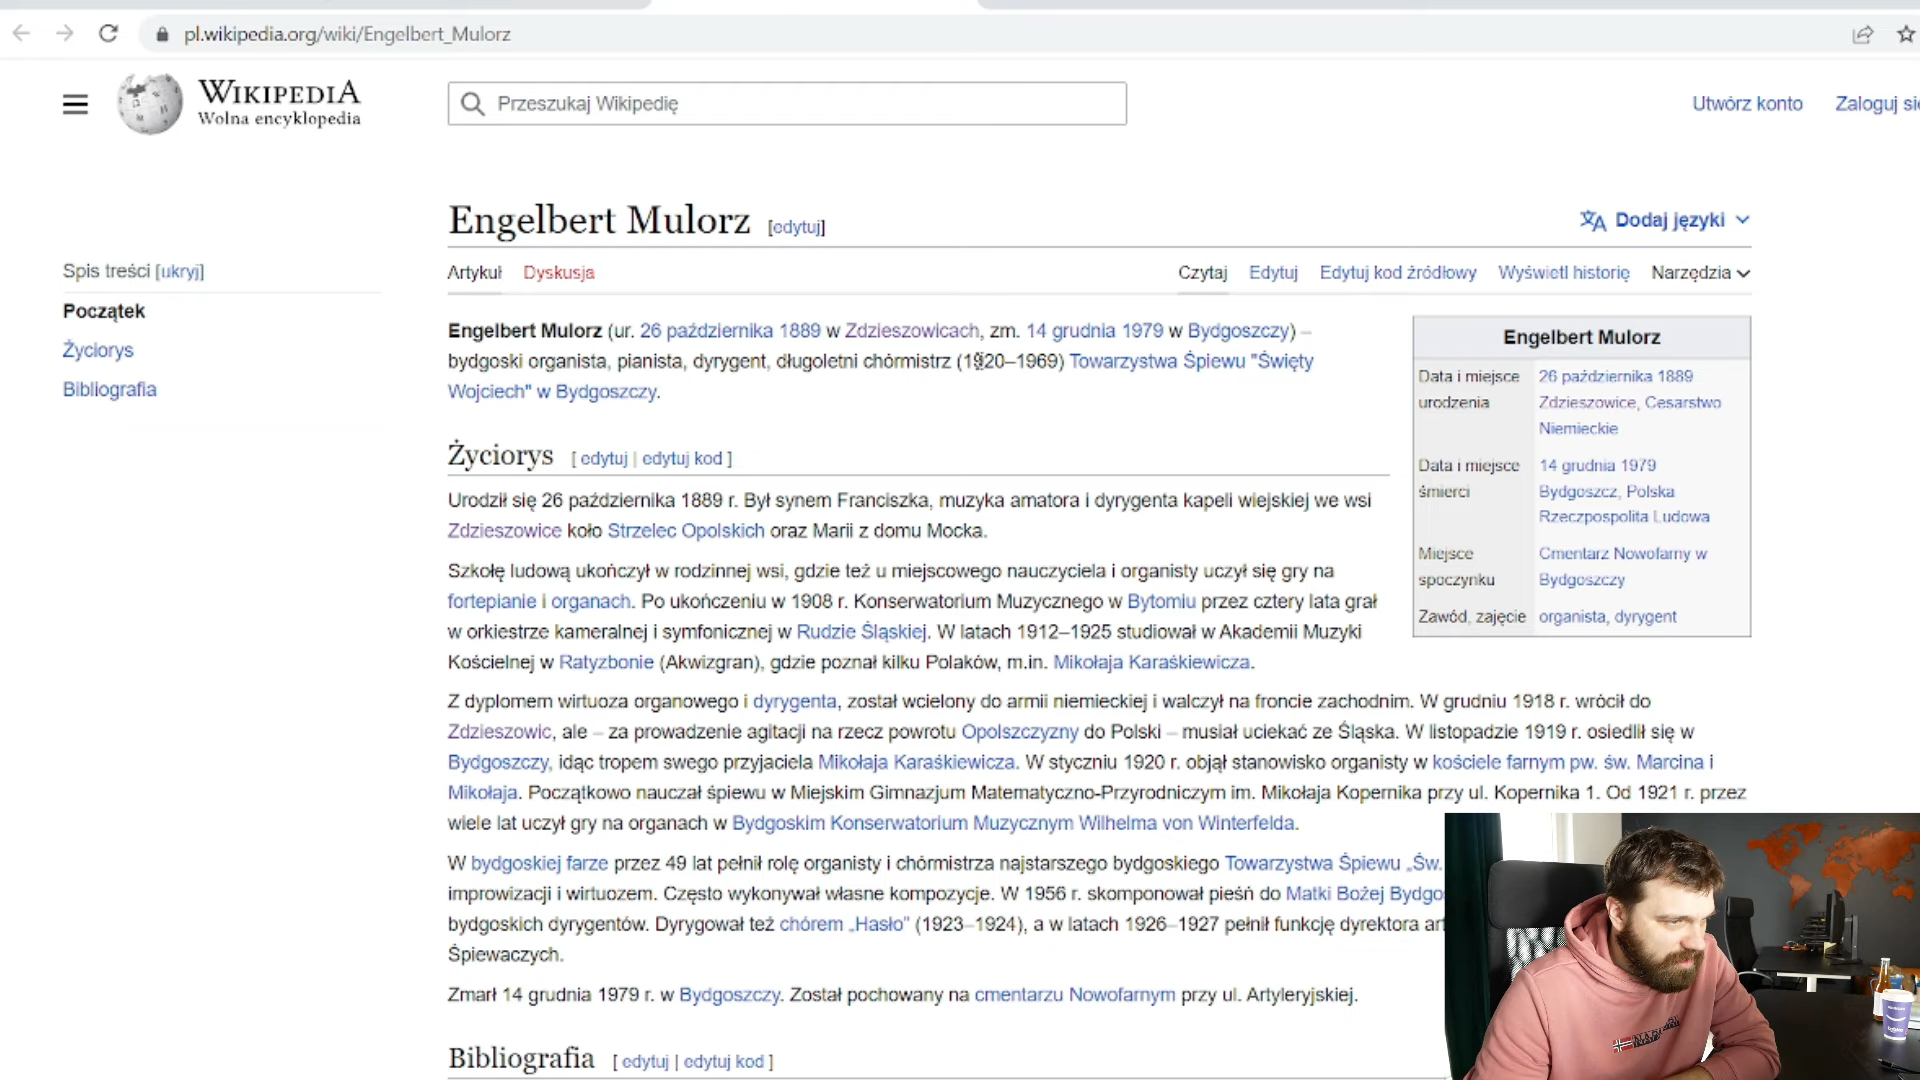 pl.wikipedia.org/wiki/Engelbert_Mulorz
WIKIPEDIA
Wolna encyklopedia
Przeszukaj Wikipedię
Utwórz konto
Zaloguj się
Engelbert Mulorz [edytuj]
Dodaj języki
Spis treści [ukryj]
Początek
Życiorys
Bibliografia
Artykuł Dyskusja
Czytaj Edytuj Edytuj kod źródłowy Wyświetl historię Narzędzia
Engelbert Mulorz (ur. 26 października 1889 w Zdzieszowicach, zm. 14 grudnia 1979 w Bydgoszczy) –
bydgoski organista, pianista, dyrygent, długoletni chórmistrz (1920–1969) Towarzystwa Śpiewu "Święty
Wojciech" w Bydgoszczy.
Engelbert Mulorz
Data i miejsce urodzenia
26 października 1889
Zdzieszowice, Cesarstwo
Niemieckie
Data i miejsce śmierci
14 grudnia 1979
Bydgoszcz, Polska
Rzeczpospolita Ludowa
Miejsce spoczynku
Cmentarz Nowofarny w
Bydgoszczy
Zawód, zajęcie organista, dyrygent
Życiorys [ edytuj | edytuj kod ]
Urodził się 26 października 1889 r. Był synem Franciszka, muzyka amatora i dyrygenta kapeli wiejskiej we wsi
Zdzieszowice koło Strzelec Opolskich oraz Marii z domu Mocka.
Szkołę ludową ukończył w rodzinnej wsi, gdzie też u miejscowego nauczyciela i organisty uczył się gry na
fortepianie i organach. Po ukończeniu w 1908 r. Konserwatorium Muzycznego w Bytomiu przez cztery lata grał
w orkiestrze kameralnej i symfonicznej w Rudzie Śląskiej. W latach 1912–1925 studiował w Akademii Muzyki
Kościelnej w Ratyzbonie (Akwizgran), gdzie poznał kilku Polaków, m.in. Mikołaja Karaśkiewicza.
Z dyplomem wirtuoza organowego i dyrygenta, został wcielony do armii niemieckiej i walczył na froncie zachodnim. W grudniu 1918 r. wrócił do
Zdzieszowic, ale – za prowadzenie agitacji na rzecz powrotu Opolszczyzny do Polski – musiał uciekać ze Śląska. W listopadzie 1919 r. osiedlił się w
Bydgoszczy, idąc tropem swego przyjaciela Mikołaja Karaśkiewicza. W styczniu 1920 r. objął stanowisko organisty w kościele farnym pw. św. Marcina i
Mikołaja. Początkowo nauczał śpiewu w Miejskim Gimnazjum Matematyczno-Przyrodniczym im. Mikołaja Kopernika przy ul. Kopernika 1. Od 1921 r. przez
wiele lat uczył gry na organach w Bydgoskim Konserwatorium Muzycznym Wilhelma von Winterfelda.
W bydgoskiej farze przez 49 lat pełnił rolę organisty i chórmistrza najstarszego bydgoskiego Towarzystwa Śpiewu „Św.
improwizacji i wirtuozem. Często wykonywał własne kompozycje. W 1956 r. skomponował pieśń do Matki Bożej Bydgo
bydgoskich dyrygentów. Dyrygował też chórem „Hasło” (1923–1924), a w latach 1926–1927 pełnił funkcję dyrektora ar
Śpiewaczych.
Zmarł 14 grudnia 1979 r. w Bydgoszczy. Został pochowany na cmentarzu Nowofarnym przy ul. Artyleryjskiej.
Bibliografia [ edytuj | edytuj kod ]